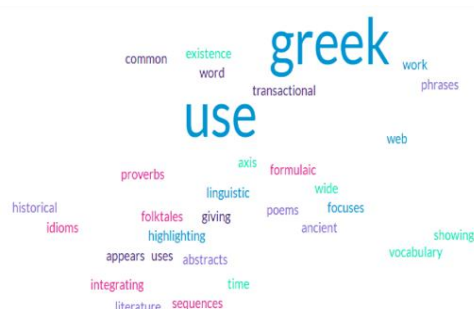 greek
common
existence
word
work
transactional
phrases
use
web
axis
proverbs
formulaic
wide
linguistic
historical
folktales
giving
poems
focuses
idioms
highlighting
ancient
showing
appears
uses
abstracts
vocabulary
integrating
time
literature
sequences